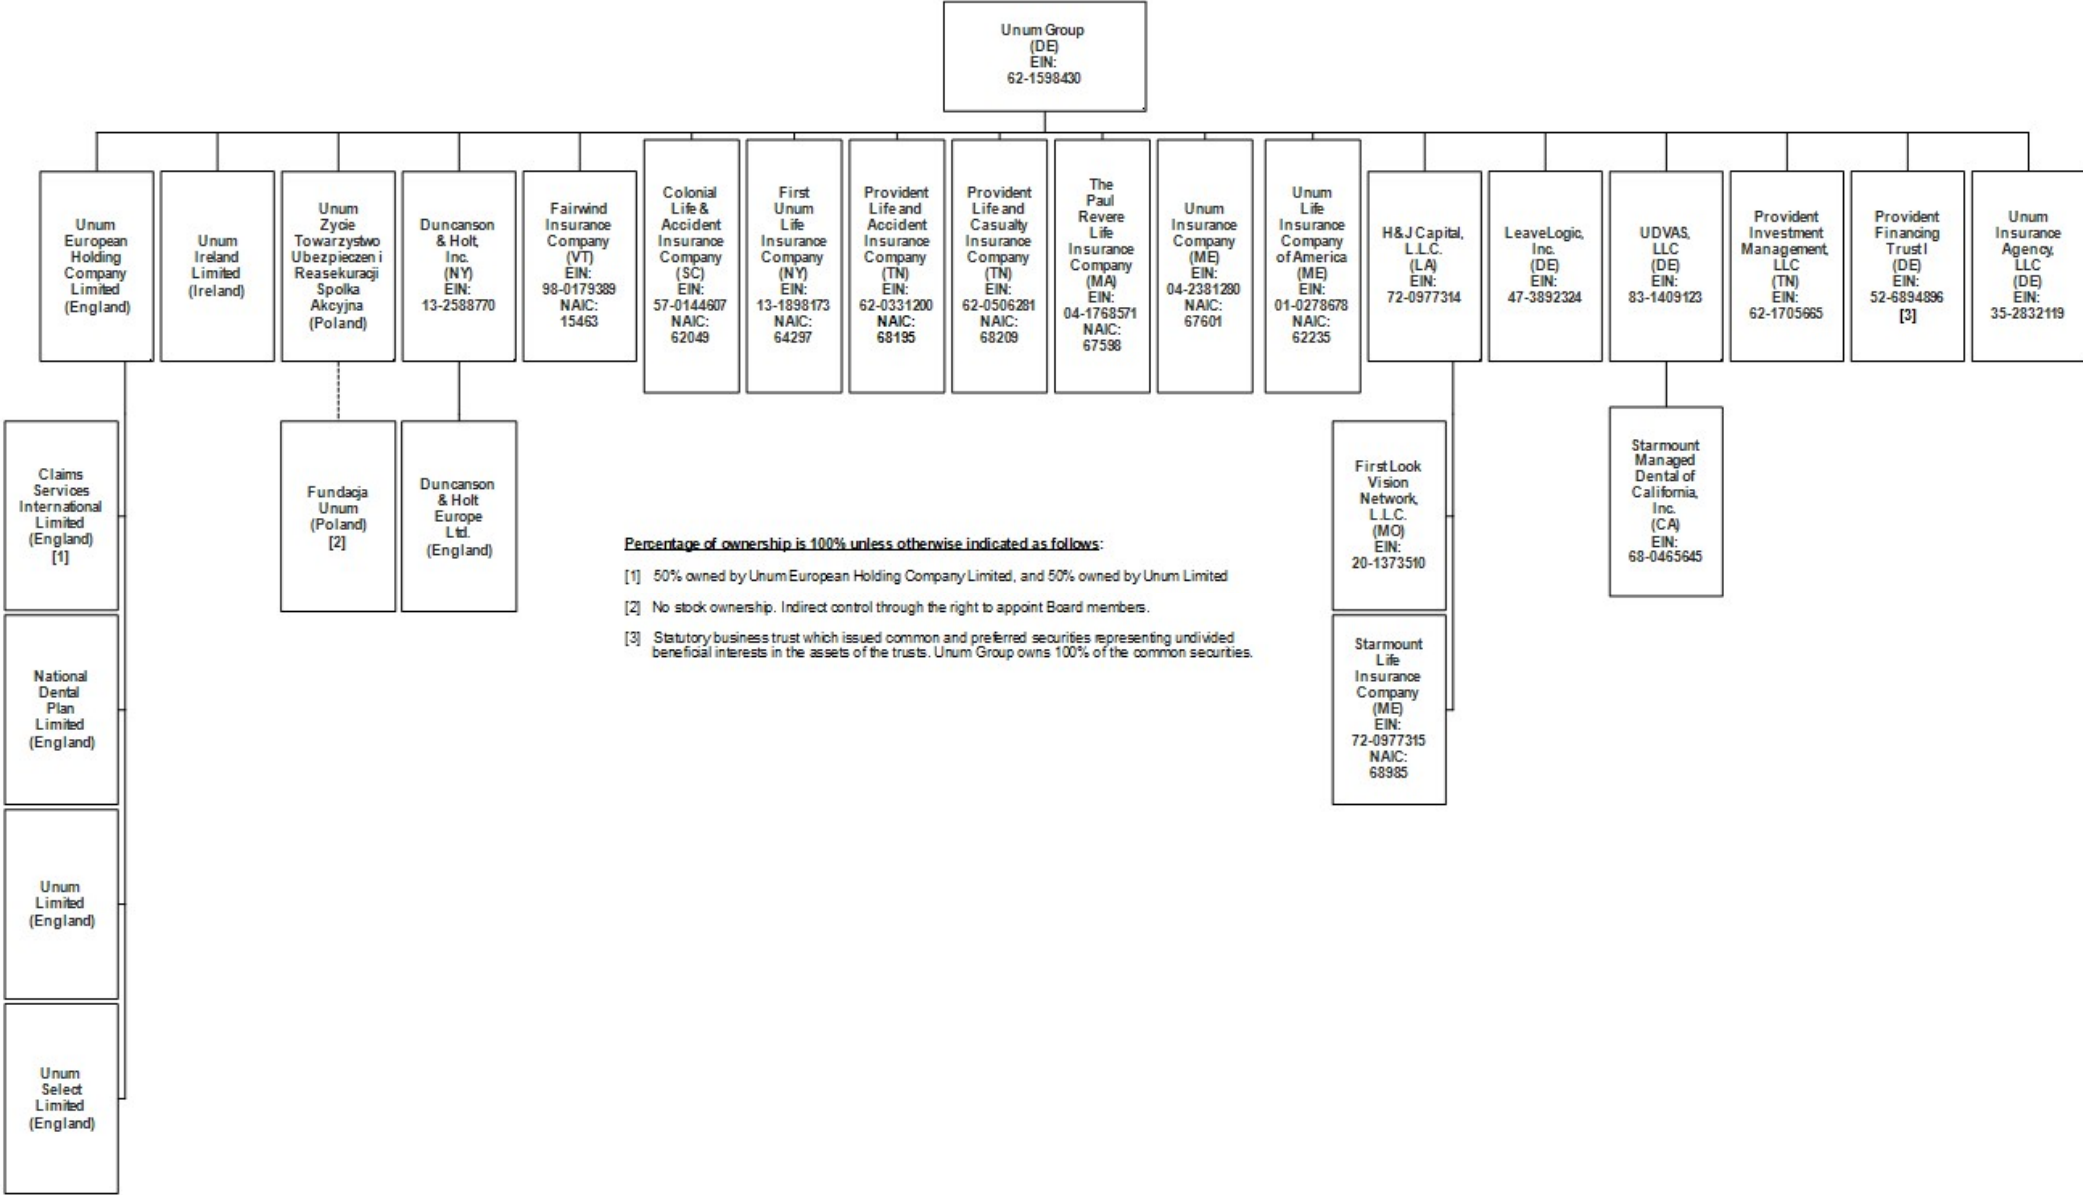 Unum Group
(DE)
EIN:
62-1598430
Unum
European
Holding
Company
Limited
(England)
Unum
Ireland
Limited
(Ireland)
Unum
Zycie
Towarzystwo
Ubezpieczen i
Reasekuracji
Spolka
Akcyjna
(Poland)
Duncanson
& Holt,
Inc.
(NY)
EIN:
13-2588770
Fairwind
Insurance
Company
(VT)
EIN:
98-0179389
NAIC:
15463
Colonial
Life &
Accident
Insurance
Company
(SC)
EIN:
57-0144607
NAIC:
62049
First
Unum
Life
Insurance
Company
(NY)
EIN:
13-1898173
NAIC:
64297
Provident
Life and
Accident
Insurance
Company
(TN)
EIN:
62-0331200
NAIC:
68195
Provident
Life and
Casualty
Insurance
Company
(TN)
EIN:
62-0506281
NAIC:
68209
The
Paul
Revere
Life
Insurance
Company
(MA)
EIN:
04-1768571
NAIC:
67598
Unum
Insurance
Company
(ME)
EIN:
04-2381280
NAIC:
67601
Unum
Life
Insurance
Company
of America
(ME)
EIN:
01-0278678
NAIC:
62235
H&J Capital,
L.L.C.
(LA)
EIN:
72-0977314
LeaveLogic,
Inc.
(DE)
EIN:
47-3892324
UDVAS,
LLC
(DE)
EIN:
83-1409123
Provident
Investment
Management,
LLC
(TN)
EIN:
62-1705665
Provident
Financing
Trust I
(DE)
EIN:
52-6894896
[3]
Unum
Insurance
Agency,
LLC
(DE)
EIN:
35-2832119
Claims
Services
International
Limited
(England)
[1]
Fundacja
Unum
(Poland)
[2]
Duncanson
& Holt
Europe
Ltd.
(England)
First Look
Vision
Network,
L.L.C.
(MO)
EIN:
20-1373510
Starmount
Managed
Dental of
California,
Inc.
(CA)
EIN:
68-0465645
Percentage of ownership is 100% unless otherwise indicated as follows:
[1] 50% owned by Unum European Holding Company Limited, and 50% owned by Unum Limited
[2] No stock ownership. Indirect control through the right to appoint Board members.
[3] Statutory business trust which issued common and preferred securities representing undivided
beneficial interests in the assets of the trusts. Unum Group owns 100% of the common securities.
National
Dental
Plan
Limited
(England)
Starmount
Life
Insurance
Company
(ME)
EIN:
72-0977315
NAIC:
68985
Unum
Limited
(England)
Unum
Select
Limited
(England)